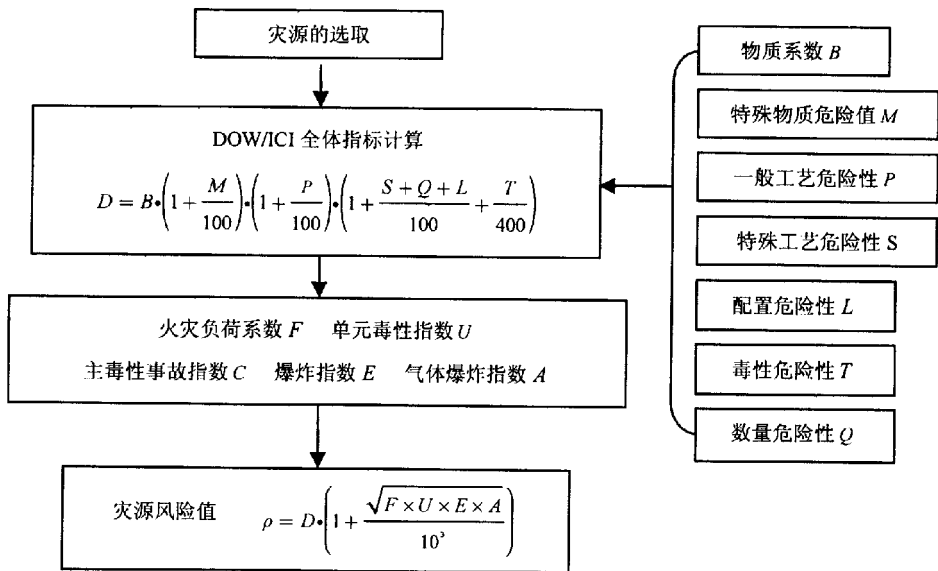 灾源的选取
DOW/ICI 全体指标计算
D = B•(1 + M/100)•(1 + P/100)•(1 + (S + Q + L)/100 + T/400)
火灾负荷系数 F 单元毒性指数 U
主毒性事故指数 C 爆炸指数 E 气体爆炸指数 A
灾源风险值 ρ = D•(1 + √(F × U × E × A)/10³)
物质系数 B
特殊物质危险值 M
一般工艺危险性 P
特殊工艺危险性 S
配置危险性 L
毒性危险性 T
数量危险性 Q